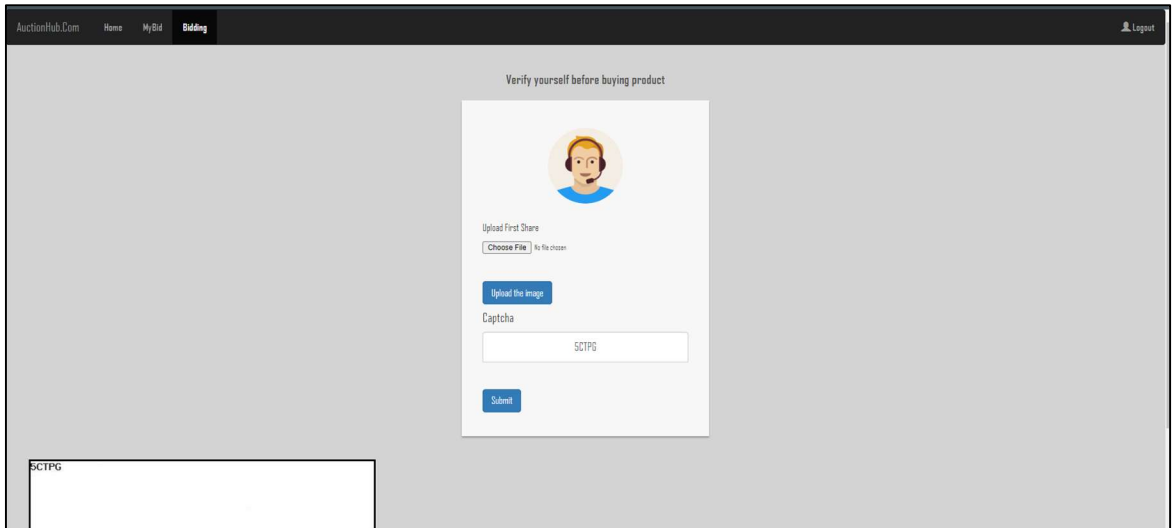 AuctionHub.Com Home MyBid Bidding Logout
Verify yourself before buying product
Upload First Share
Choose File No file chosen
Upload the image
Captcha
5CTPG
Submit
5CTPG